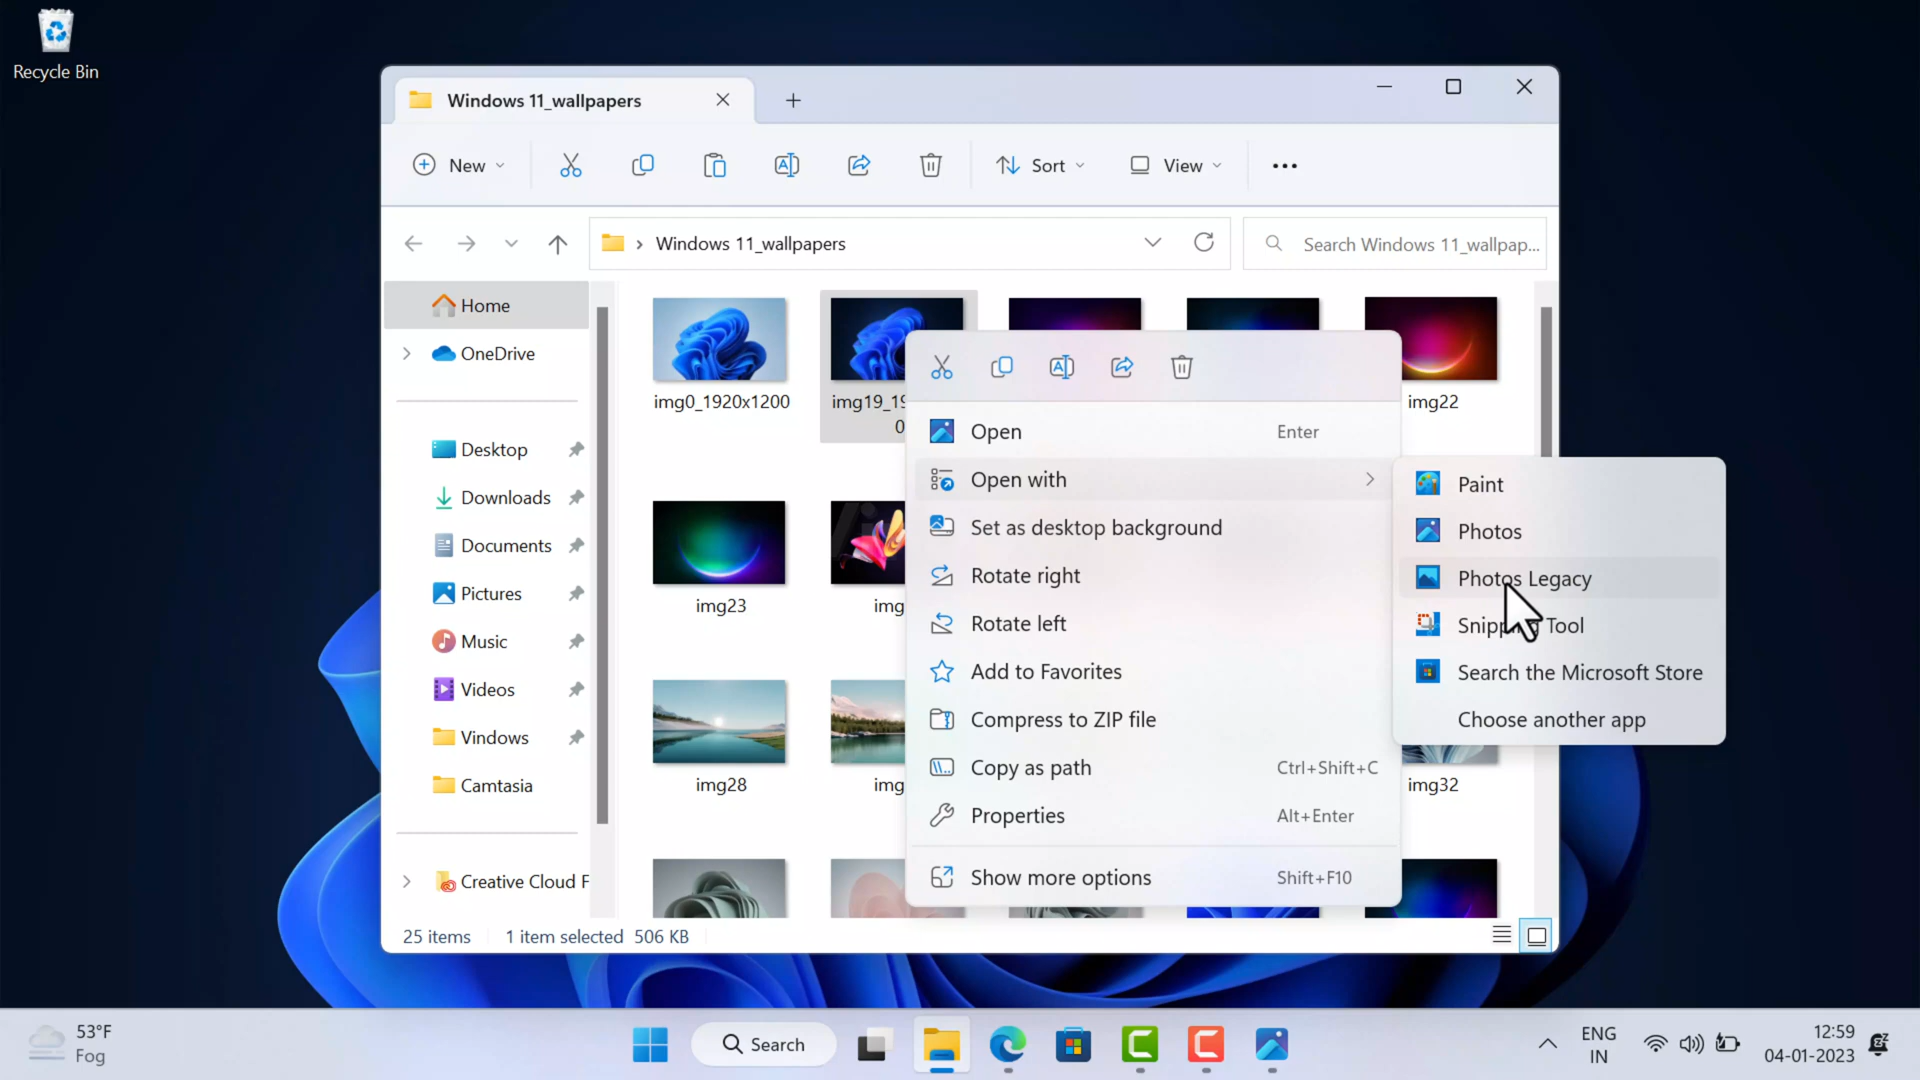 Recycle Bin
Windows 11_wallpapers
New
Sort
View
Windows 11_wallpapers
Search Windows 11_wallpap...
Home
OneDrive
Desktop
Downloads
Documents
Pictures
Music
Videos
Vindows
Camtasia
Creative Cloud F
img0_1920x1200
img19_19
0
img22
img23
img
img28
img
img32
Open Enter
Open with
Set as desktop background
Rotate right
Rotate left
Add to Favorites
Compress to ZIP file
Copy as path Ctrl+Shift+C
Properties Alt+Enter
Show more options Shift+F10
Paint
Photos
Photos Legacy
Tool
Search the Microsoft Store
Choose another app
25 items 1 item selected 506 KB
53°F
Fog
Search
ENG
IN
12:59
04-01-2023